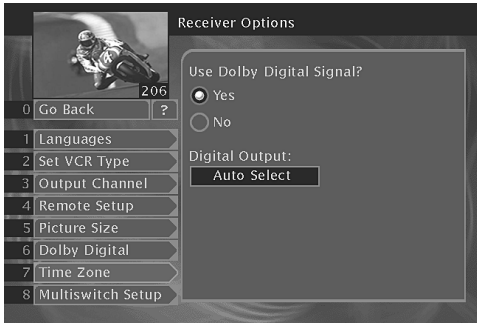 Receiver Options
206
0 Go Back ?
1 Languages
2 Set VCR Type
3 Output Channel
4 Remote Setup
5 Picture Size
6 Dolby Digital
7 Time Zone
8 Multiswitch Setup
Use Dolby Digital Signal?
Yes
No
Digital Output:
Auto Select